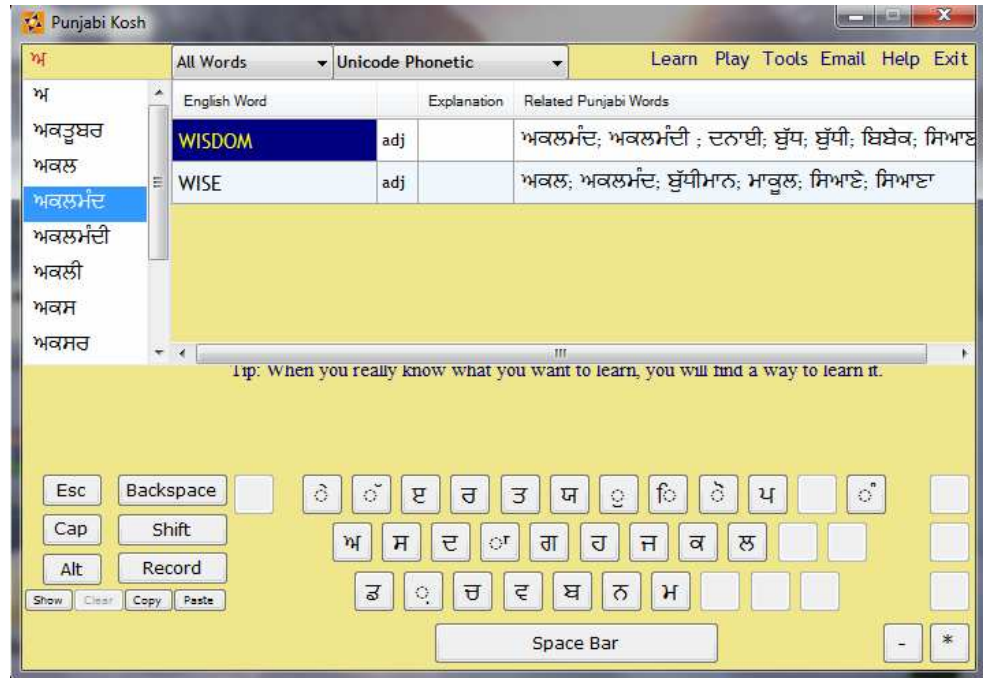 Punjabi Kosh
ਅ All Words Unicode Phonetic Learn Play Tools Email Help Exit
English Word Explanation Related Punjabi Words
WISDOM adj ਅਕਲਮੰਦ; ਅਕਲਮੰਦੀ ; ਦਨਾਈ; ਬੁੱਧ; ਬੁੱਧੀ; ਬਿਬੇਕ; ਸਿਆਣ
WISE adj ਅਕਲ; ਅਕਲਮੰਦ; ਬੁੱਧੀਮਾਨ; ਮਾਕੂਲ; ਸਿਆਣੇ; ਸਿਆਣਾ
ਅ
ਅਕਤੂਬਰ
ਅਕਲ
ਅਕਲਮੰਦ
ਅਕਲਮੰਦੀ
ਅਕਲੀ
ਅਕਸ
ਅਕਸਰ
Tip: When you really know what you want to learn, you will find a way to learn it.
Esc Backspace ੇ ੱ ੲ ਰ ਤ ਯ ੁ ਿ ੋ ਪ ੰ
Cap Shift ਅ ਸ ਦ ਾ ਗ ਹ ਜ ਕ ਲ
Alt Record ਡ ਼ ਚ ਵ ਬ ਨ ਮ
Show Clear Copy Paste
Space Bar - *